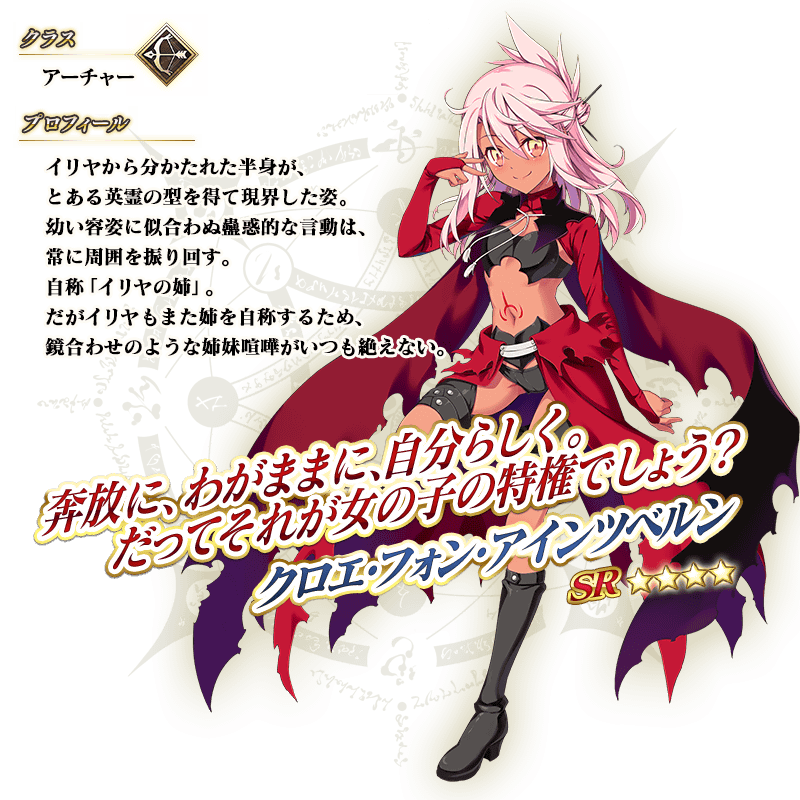 クラス
アーチャー
プロフィール
イリヤから分かたれた半身が、
とある英霊の型を得て現界した姿。
幼い容姿に似合わぬ蠱惑的な言動は、
常に周囲を振り回す。
自称「イリヤの姉」。
だがイリヤもまた姉を自称するため、
鏡合わせのような姉妹喧嘩がいつも絶えない。
奔放に、わがままに、自分らしく。
だってそれが女の子の特権でしょう？
クロエ・フォン・アインツベルン
SR ★★★★